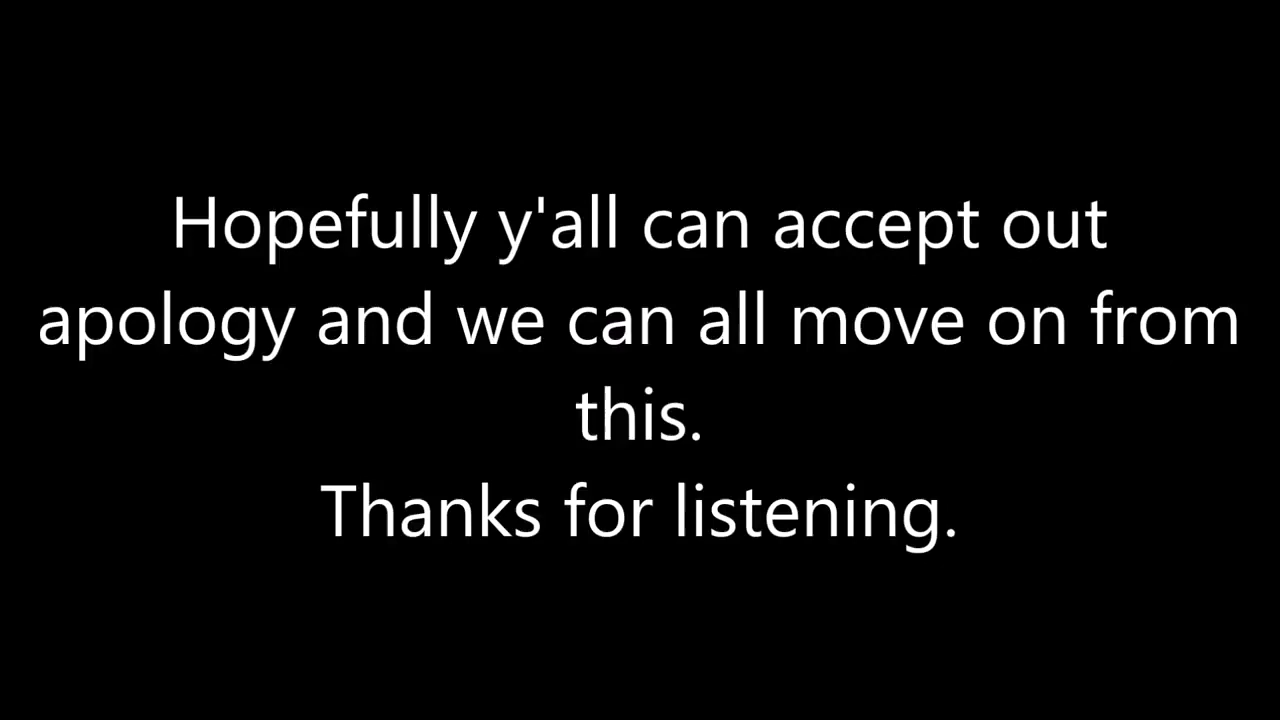 Hopefully y'all can accept out
apology and we can all move on from
this.
Thanks for listening.